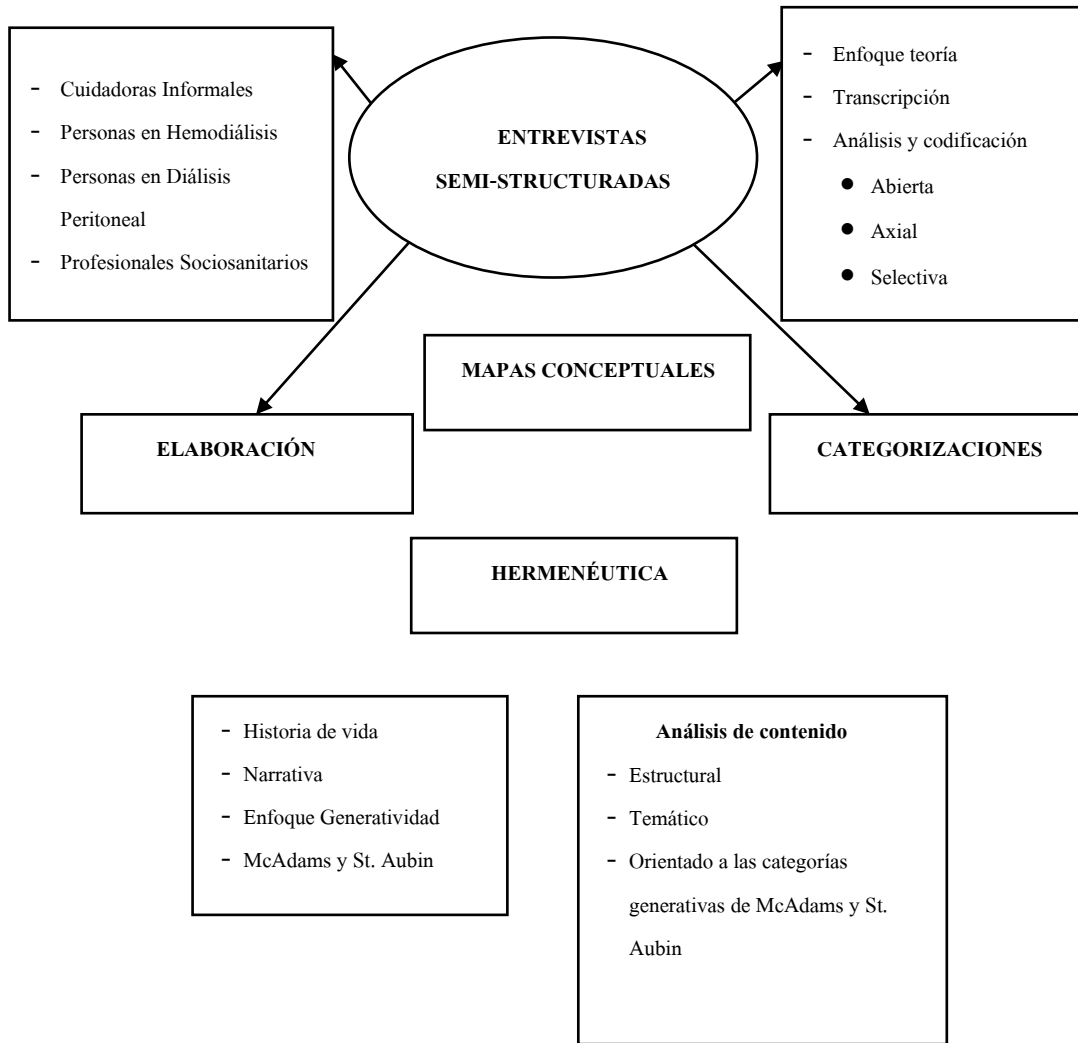 - Cuidadoras Informales
- Personas en Hemodiálisis
- Personas en Diálisis
Peritoneal
- Profesionales Sociosanitarios
ENTREVISTAS
SEMI-STRUCTURADAS
- Enfoque teoría
- Transcripción
- Análisis y codificación
● Abierta
● Axial
● Selectiva
MAPAS CONCEPTUALES
ELABORACIÓN
CATEGORIZACIONES
HERMENÉUTICA
- Historia de vida
- Narrativa
- Enfoque Generatividad
- McAdams y St. Aubin
Análisis de contenido
- Estructural
- Temático
- Orientado a las categorías
generativas de McAdams y St.
Aubin